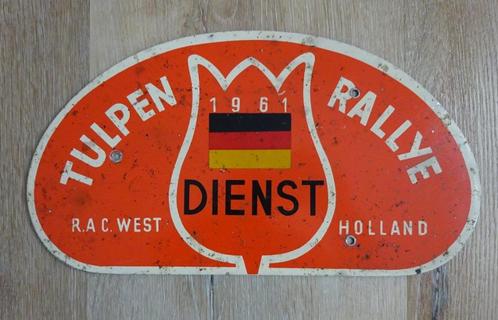 TULPEN RALLYE
1961
DIENST
R.A C. WEST HOLLAND